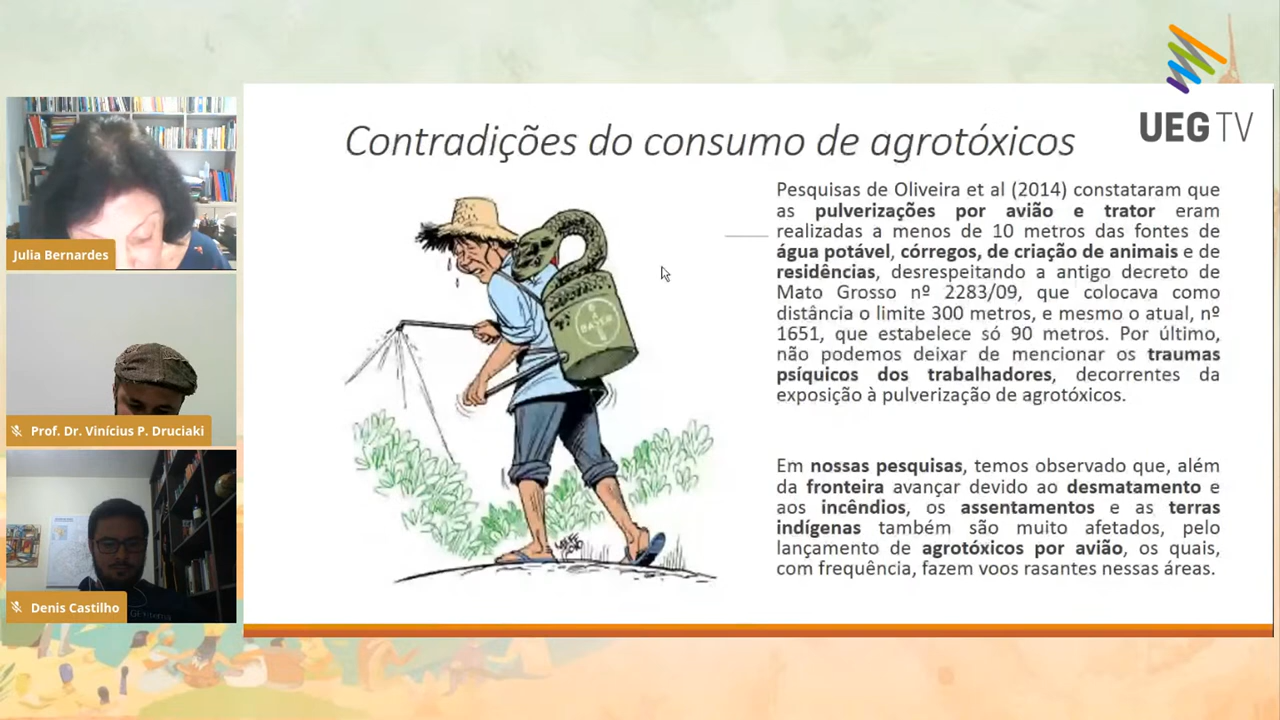 UEG TV
Contradições do consumo de agrotóxicos
Pesquisas de Oliveira et al (2014) constataram que
as pulverizações por avião e trator eram
realizadas a menos de 10 metros das fontes de
água potável, córregos, de criação de animais e de
residências, desrespeitando a antigo decreto de
Mato Grosso nº 2283/09, que colocava como
distância o limite 300 metros, e mesmo o atual, nº
1651, que estabelece só 90 metros. Por último,
não podemos deixar de mencionar os traumas
psíquicos dos trabalhadores, decorrentes da
exposição à pulverização de agrotóxicos.
Em nossas pesquisas, temos observado que, além
da fronteira avançar devido ao desmatamento e
aos incêndios, os assentamentos e as terras
indígenas também são muito afetados, pelo
lançamento de agrotóxicos por avião, os quais,
com frequência, fazem voos rasantes nessas áreas.
BAYER
Julia Bernardes
Prof. Dr. Vinícius P. Druciaki
Denis Castilho